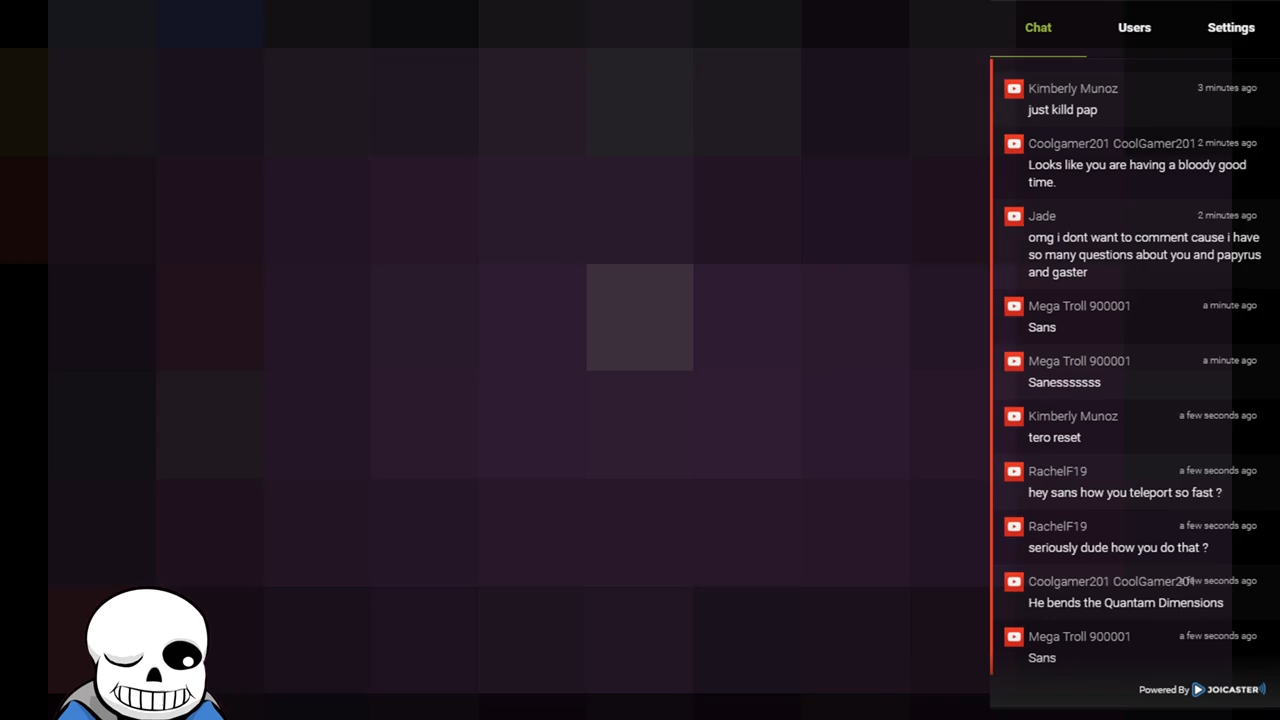 Chat Users Settings
Kimberly Munoz 3 minutes ago
just killd pap
Coolgamer201 CoolGamer201 2 minutes ago
Looks like you are having a bloody good
time.
Jade 2 minutes ago
omg i dont want to comment cause i have
so many questions about you and papyrus
and gaster
Mega Troll 900001 a minute ago
Sans
Mega Troll 900001 a minute ago
Sanesssssss
Kimberly Munoz a few seconds ago
tero reset
RachelF19 a few seconds ago
hey sans how you teleport so fast ?
RachelF19 a few seconds ago
seriously dude how you do that ?
Coolgamer201 CoolGamer201 a few seconds ago
He bends the Quantam Dimensions
Mega Troll 900001 a few seconds ago
Sans
Powered By JOICASTER